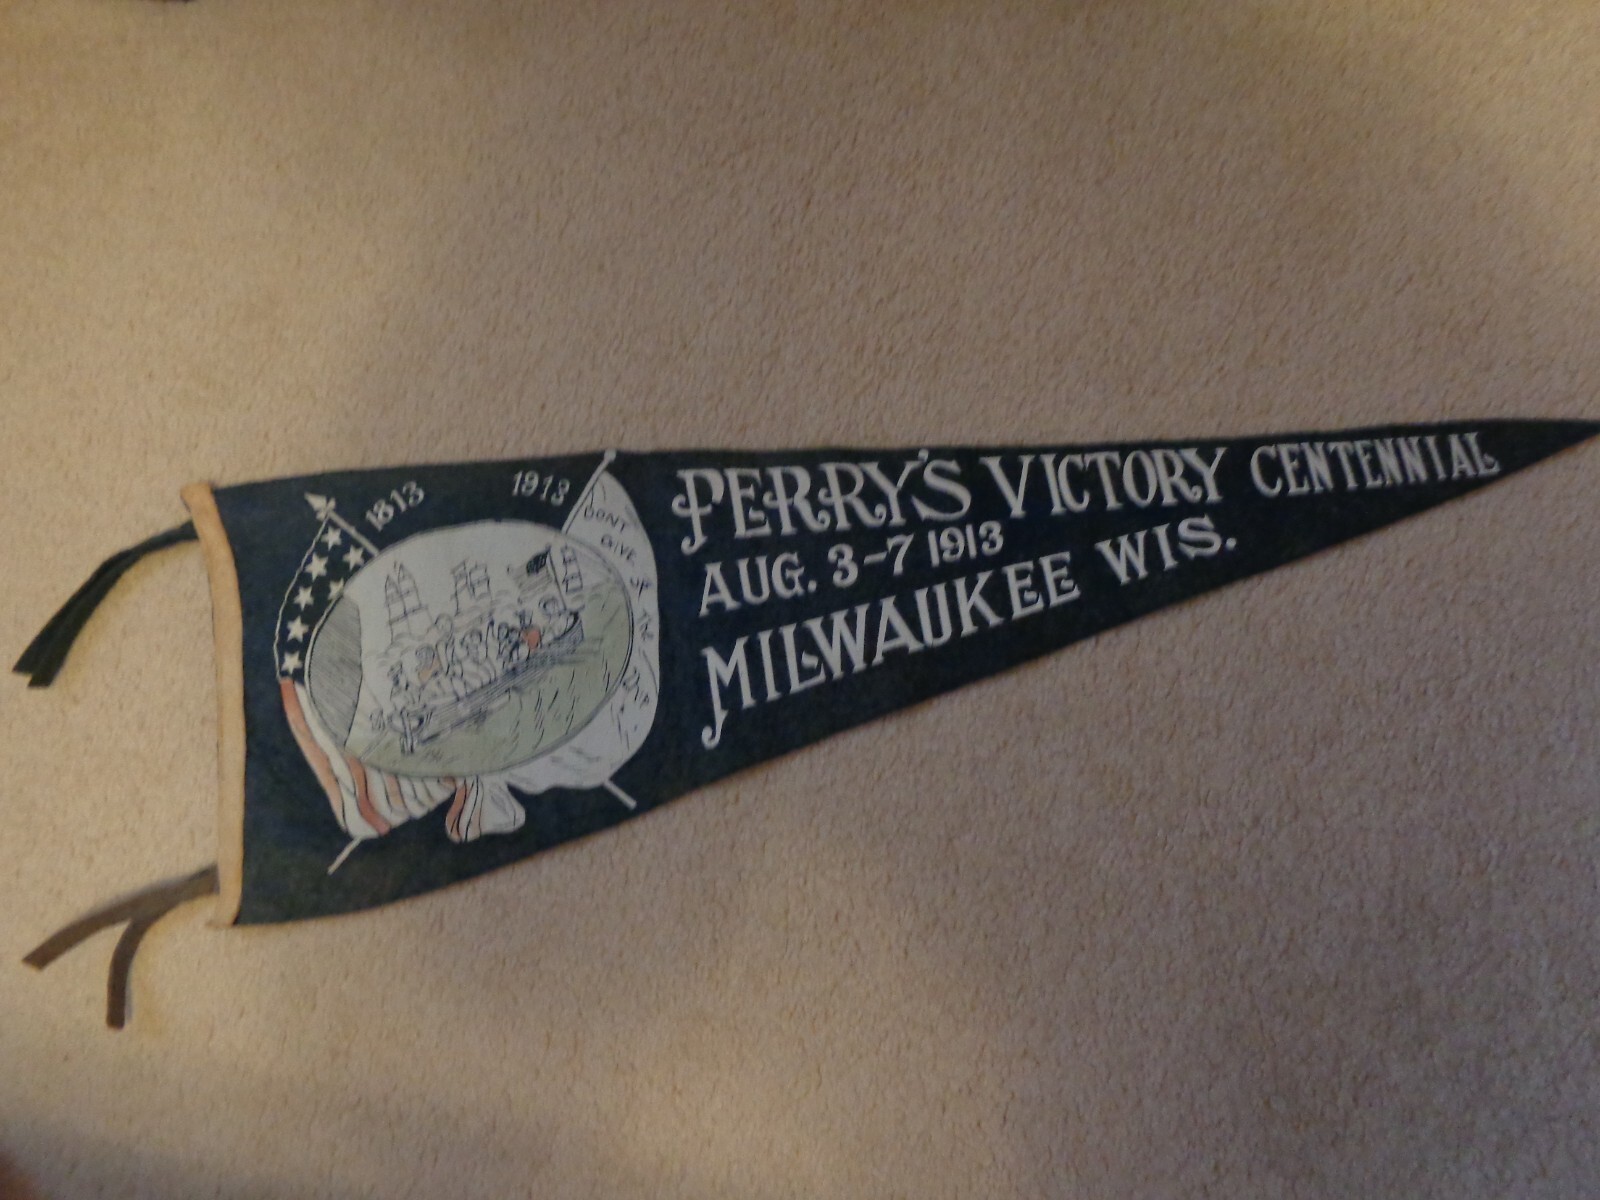 1813
1913
DONT
GIVE
PERRY'S VICTORY CENTENNIAL
AUG. 3-7 1913
MILWAUKEE WIS.